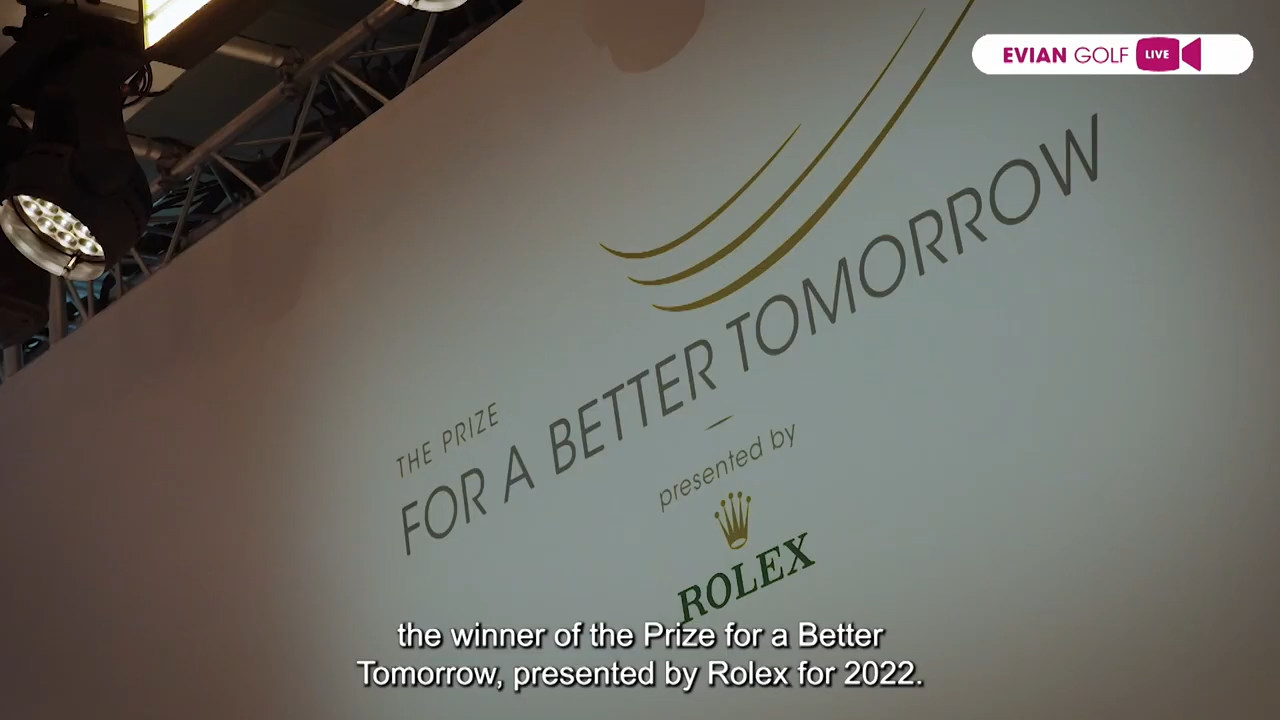 EVIAN GOLF LIVE
THE PRIZE
FOR A BETTER TOMORROW
presented by
ROLEX
the winner of the Prize for a Better
Tomorrow, presented by Rolex for 2022.